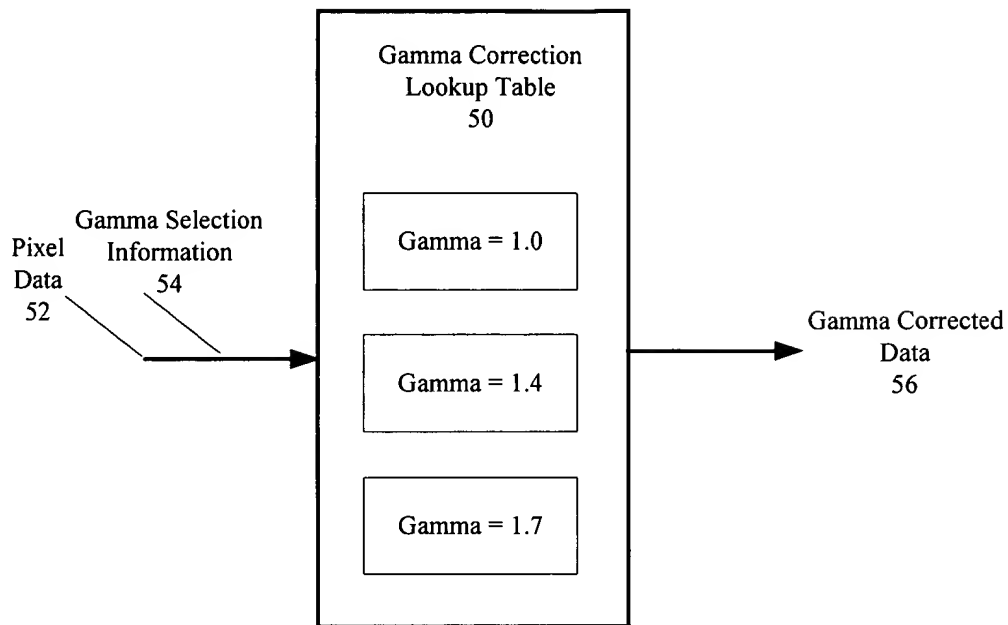 Gamma Correction
Lookup Table
50
Gamma Selection
Information
54
Pixel
Data
52
Gamma = 1.0
Gamma = 1.4
Gamma = 1.7
Gamma Corrected
Data
56